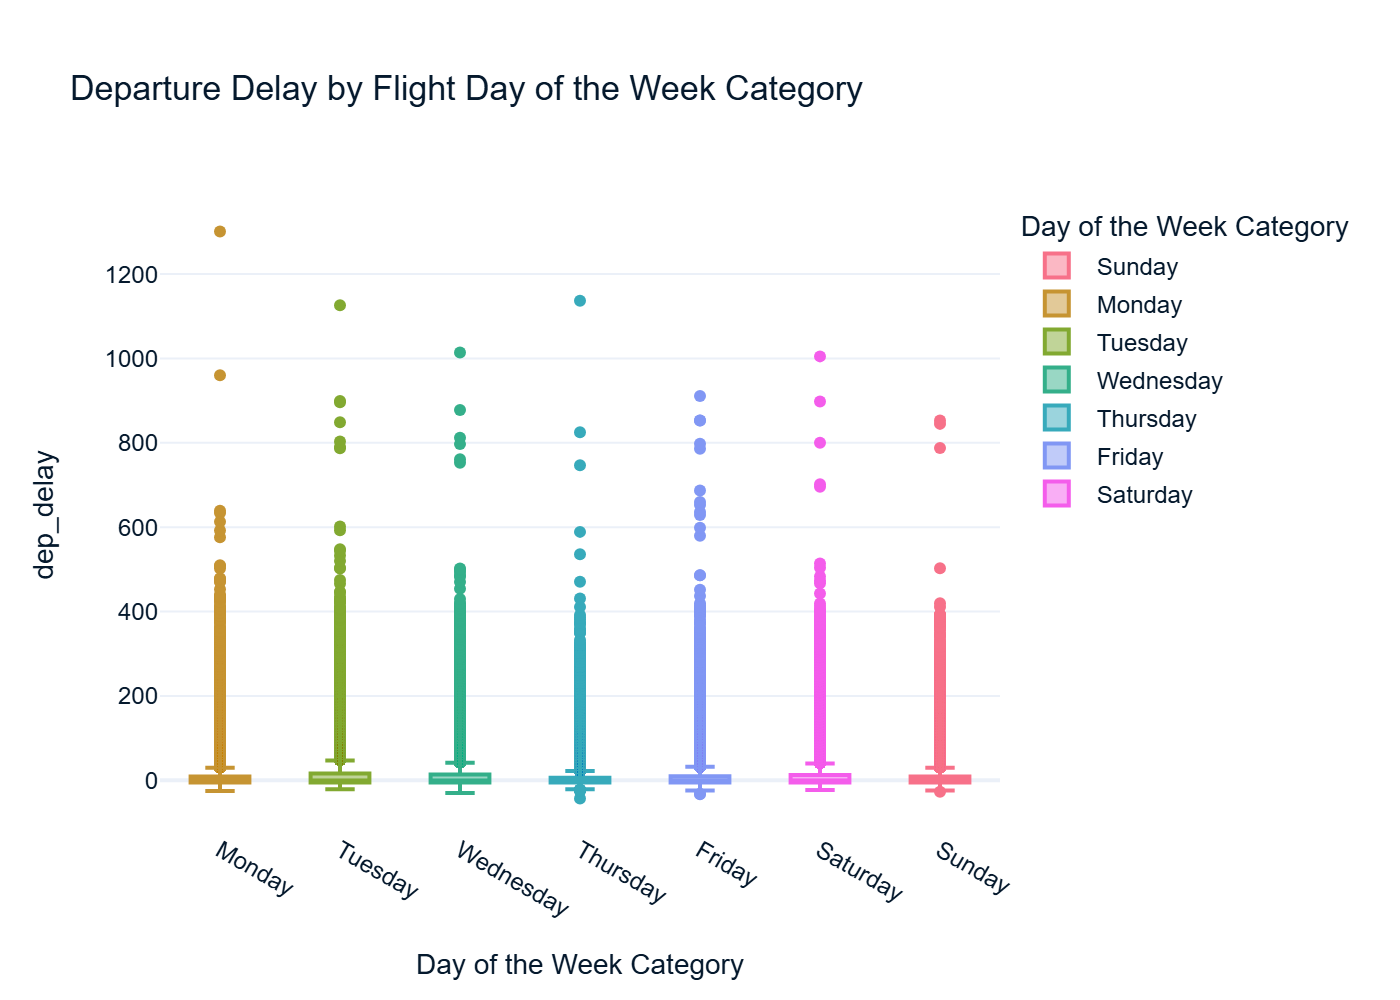 Departure Delay by Flight Day of the Week Category
Day of the Week Category
Sunday
Monday
Tuesday
Wednesday
Thursday
Friday
Saturday
dep_delay
1200
1000
800
600
400
200
0
Monday
Tuesday
Wednesday
Thursday
Friday
Saturday
Sunday
Day of the Week Category